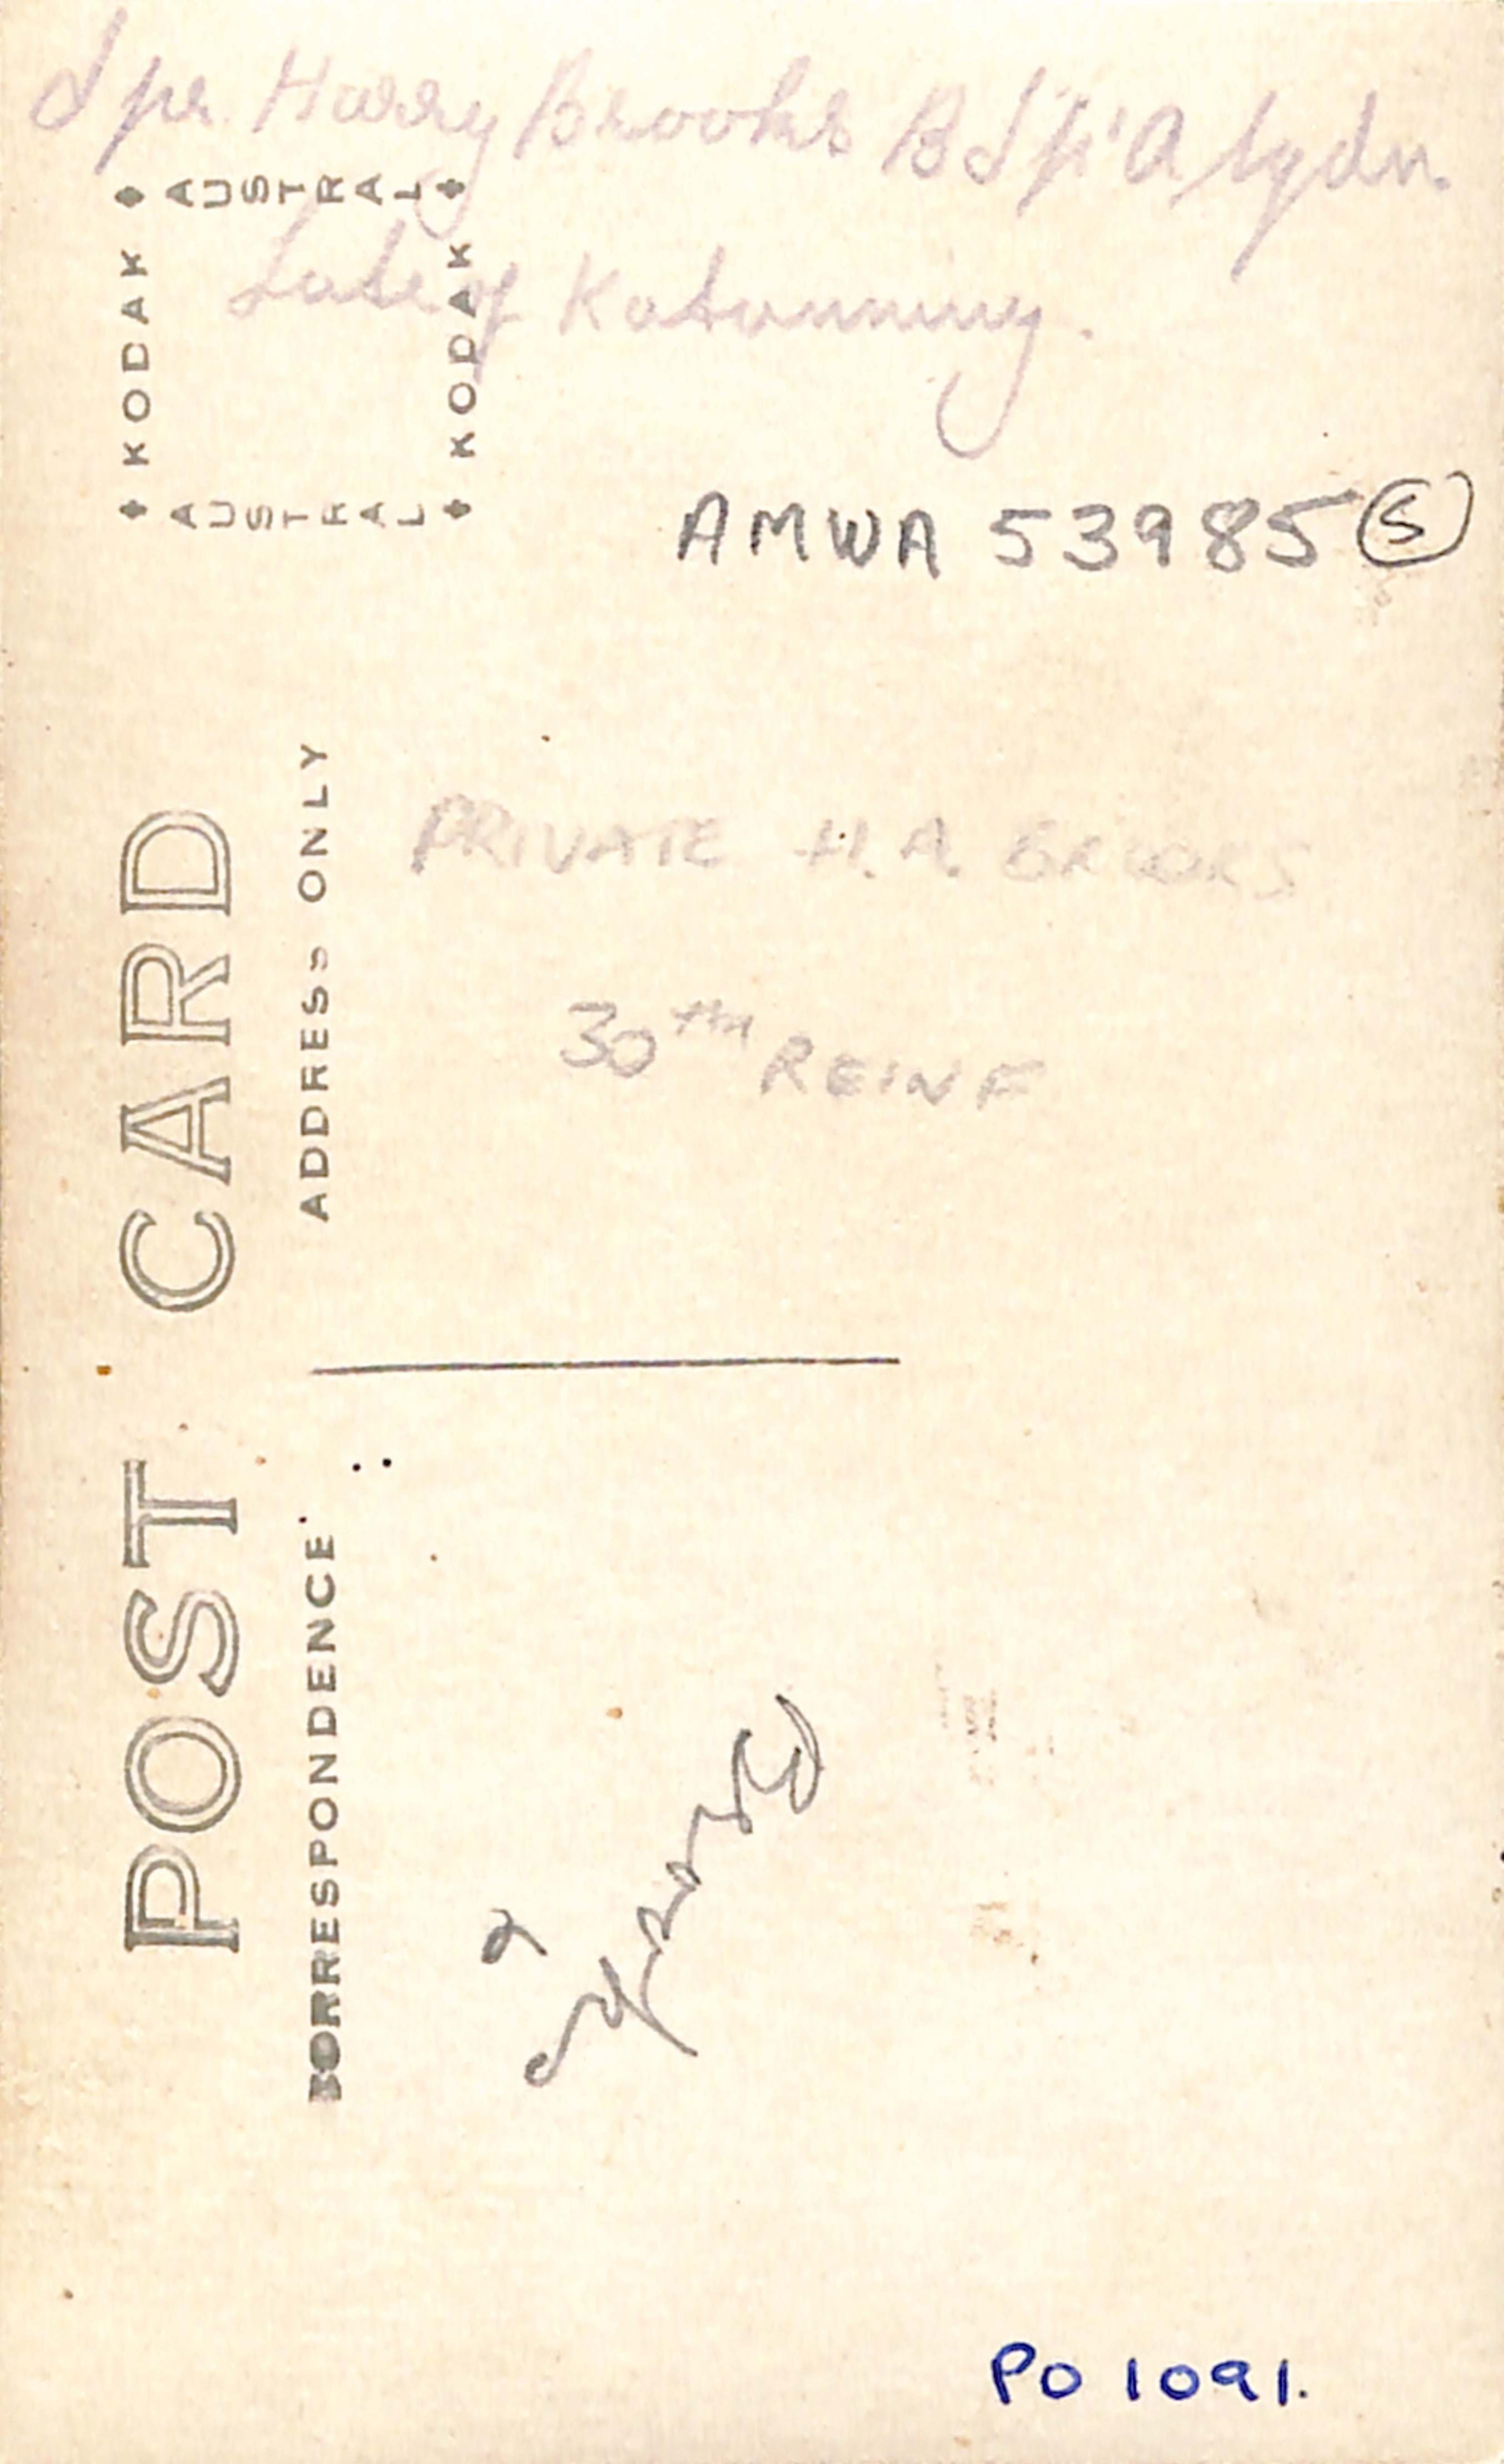 Spr. Harry Brooks
Late of Katanning.
AUSTRAL
KODAK
KODAK
AUSTRAL
AMWA 53985 (S)
POST CARD
ADDRESS ONLY
PRIVATE H.A. BROOKS
30th REINF
CORRESPONDENCE
PO 1091.